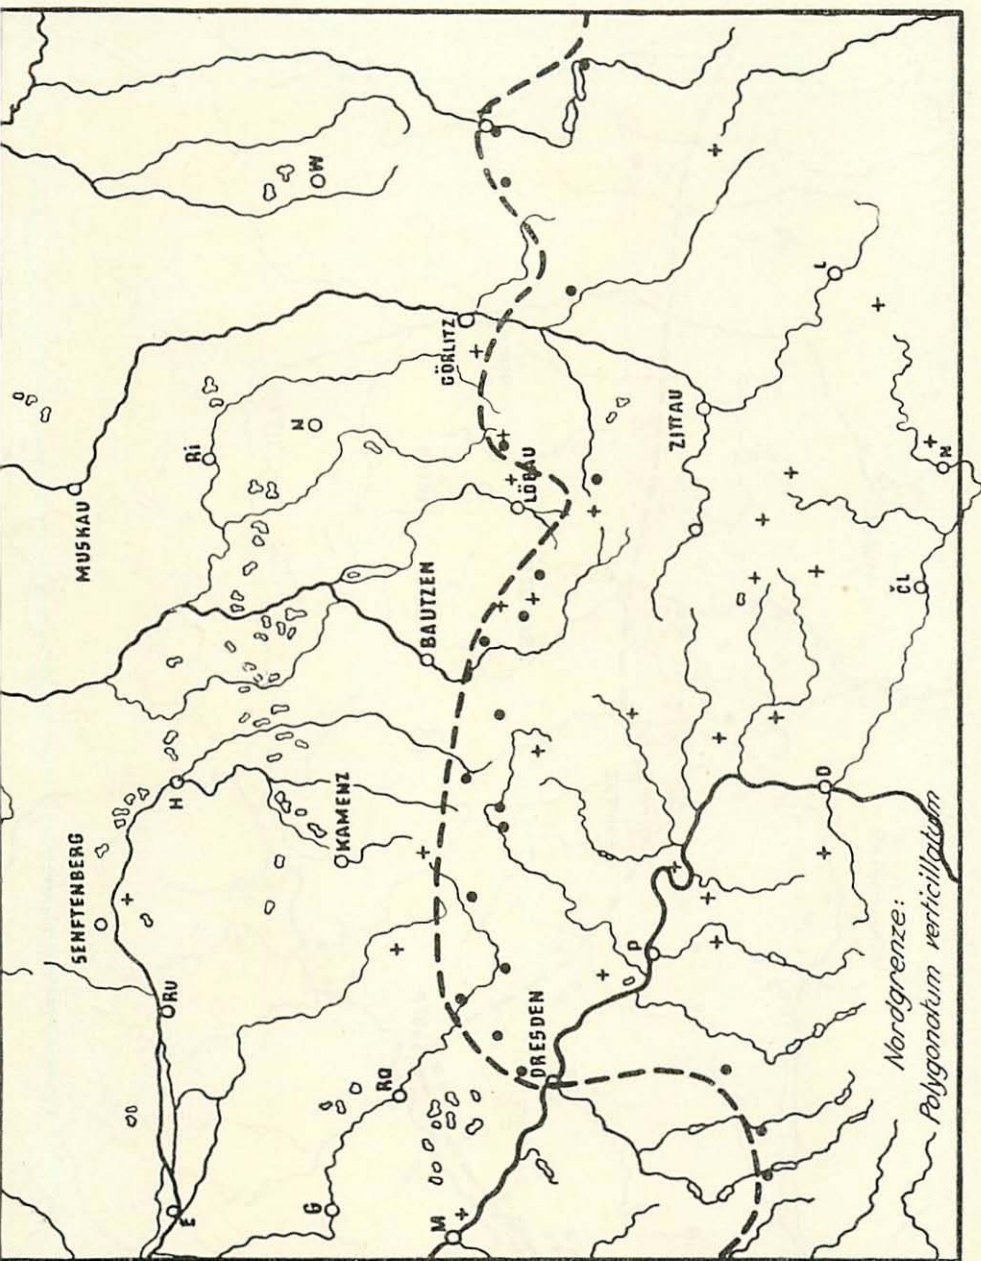 MUSKAU
W
GÖRLITZ
Ri
N
LÖBAU
ZITTAU
L
N
ČL
BAUTZEN
SENFTENBERG
H
KAMENZ
D
RU
P
DRESDEN
Ra
E
G
M
Nordgrenze:
Polygonatum verticillatum